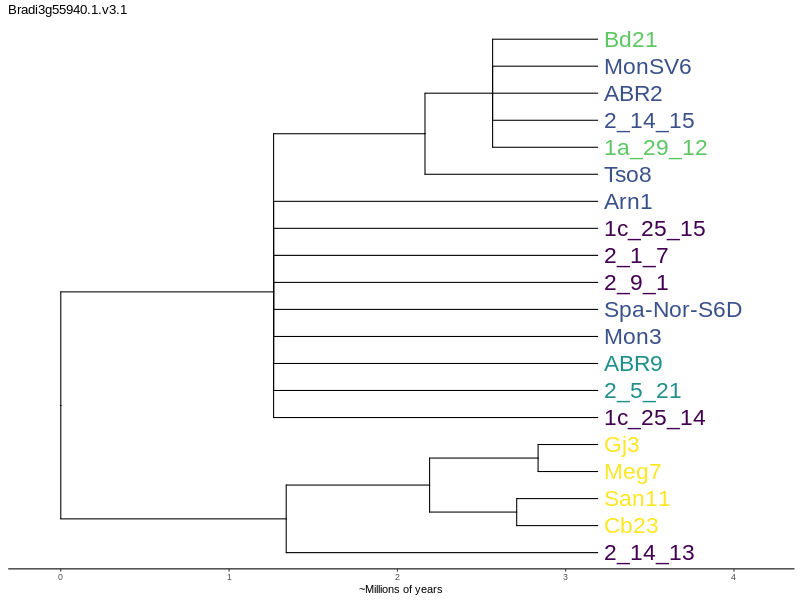 Bradi3g55940.1.v3.1
Bd21
MonSV6
ABR2
2_14_15
1a_29_12
Tso8
Arn1
1c_25_15
2_1_7
2_9_1
Spa-Nor-S6D
Mon3
ABR9
2_5_21
1c_25_14
Gj3
Meg7
San11
Cb23
2_14_13
0 1 2 3 4
~Millions of years